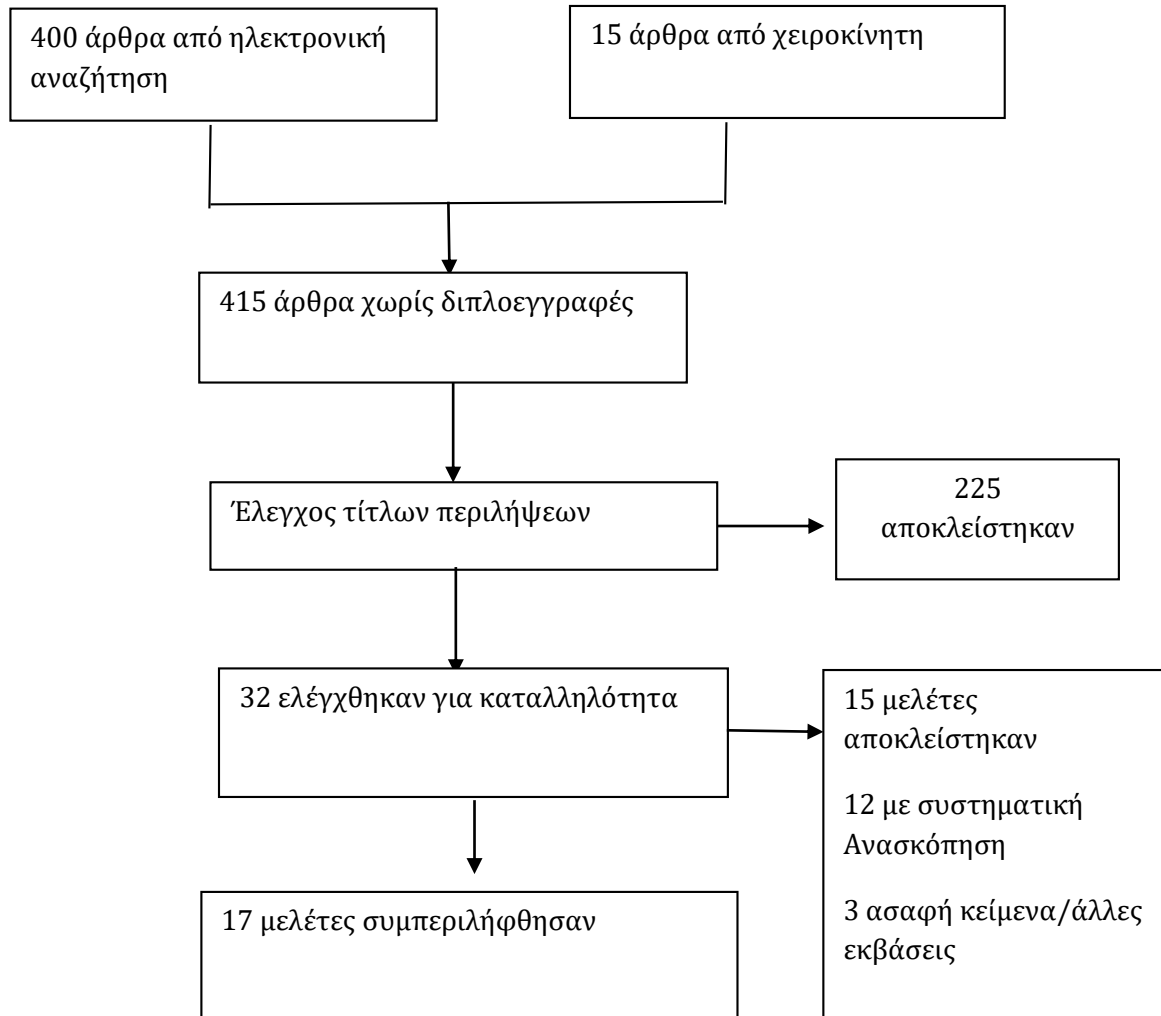 400 άρθρα από ηλεκτρονική
αναζήτηση
15 άρθρα από χειροκίνητη
415 άρθρα χωρίς διπλοεγγραφές
Έλεγχος τίτλων περιλήψεων
225
αποκλείστηκαν
32 ελέγχθηκαν για καταλληλότητα
15 μελέτες
αποκλείστηκαν
12 με συστηματική
Ανασκόπηση
3 ασαφή κείμενα/άλλες
εκβάσεις
17 μελέτες συμπεριλήφθησαν